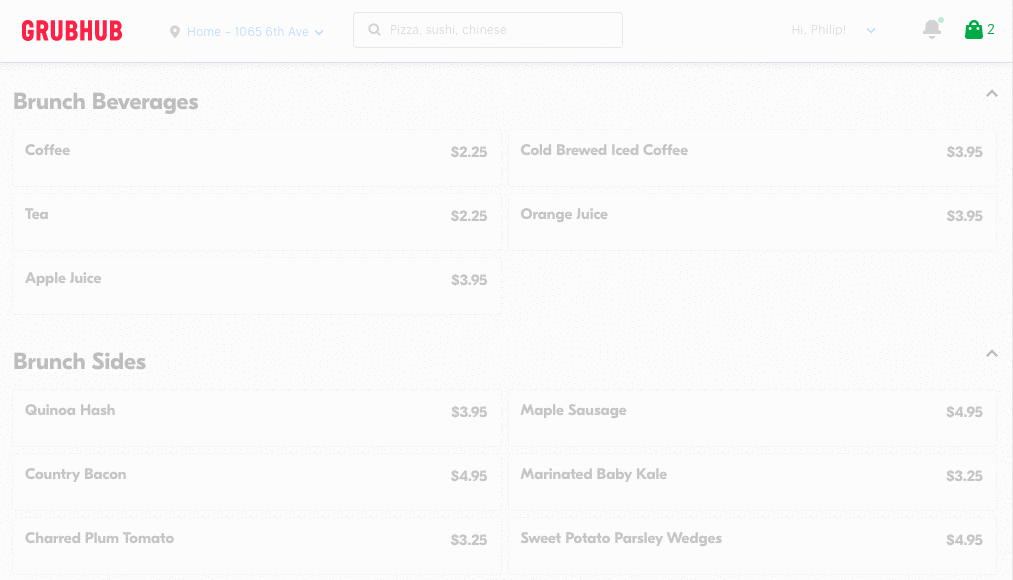 GRUBHUB
Home – 1065 6th Ave
Pizza, sushi, chinese
Hi, Philip!
2
Brunch Beverages
Coffee $2.25
Cold Brewed Iced Coffee $3.95
Tea $2.25
Orange Juice $3.95
Apple Juice $3.95
Brunch Sides
Quinoa Hash $3.95
Maple Sausage $4.95
Country Bacon $4.95
Marinated Baby Kale $3.25
Charred Plum Tomato $3.25
Sweet Potato Parsley Wedges $4.95